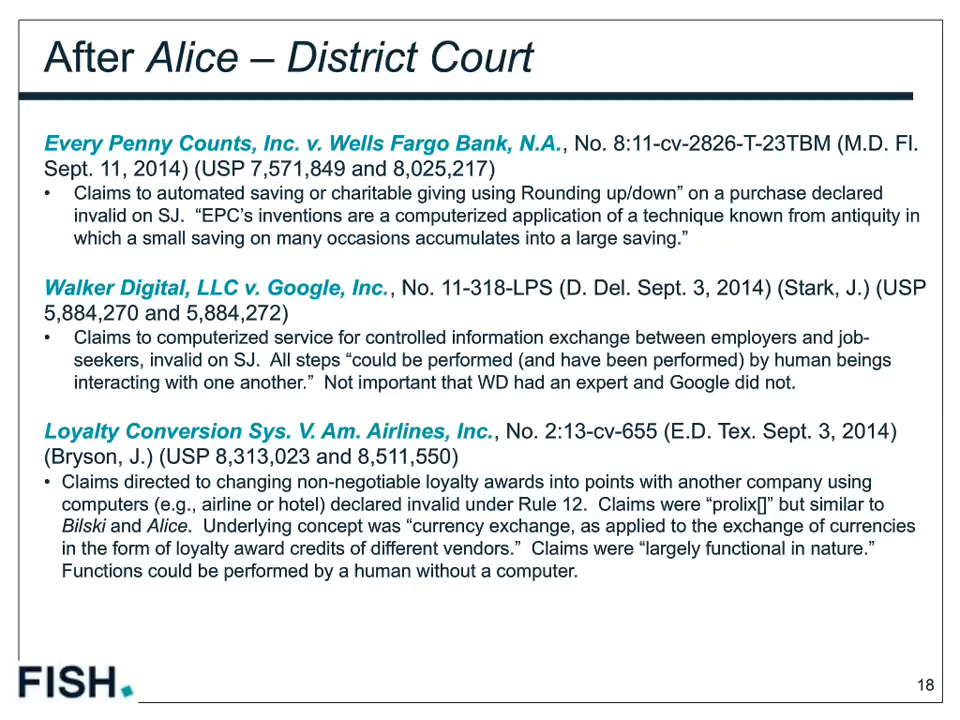 After Alice – District Court
Every Penny Counts, Inc. v. Wells Fargo Bank, N.A., No. 8:11-cv-2826-T-23TBM (M.D. Fl.
Sept. 11, 2014) (USP 7,571,849 and 8,025,217)
• Claims to automated saving or charitable giving using Rounding up/down” on a purchase declared
invalid on SJ. “EPC’s inventions are a computerized application of a technique known from antiquity in
which a small saving on many occasions accumulates into a large saving.”
Walker Digital, LLC v. Google, Inc., No. 11-318-LPS (D. Del. Sept. 3, 2014) (Stark, J.) (USP
5,884,270 and 5,884,272)
• Claims to computerized service for controlled information exchange between employers and job-
seekers, invalid on SJ. All steps “could be performed (and have been performed) by human beings
interacting with one another.” Not important that WD had an expert and Google did not.
Loyalty Conversion Sys. V. Am. Airlines, Inc., No. 2:13-cv-655 (E.D. Tex. Sept. 3, 2014)
(Bryson, J.) (USP 8,313,023 and 8,511,550)
• Claims directed to changing non-negotiable loyalty awards into points with another company using
computers (e.g., airline or hotel) declared invalid under Rule 12. Claims were “prolix[]” but similar to
Bilski and Alice. Underlying concept was “currency exchange, as applied to the exchange of currencies
in the form of loyalty award credits of different vendors.” Claims were “largely functional in nature.”
Functions could be performed by a human without a computer.
FISH.
18